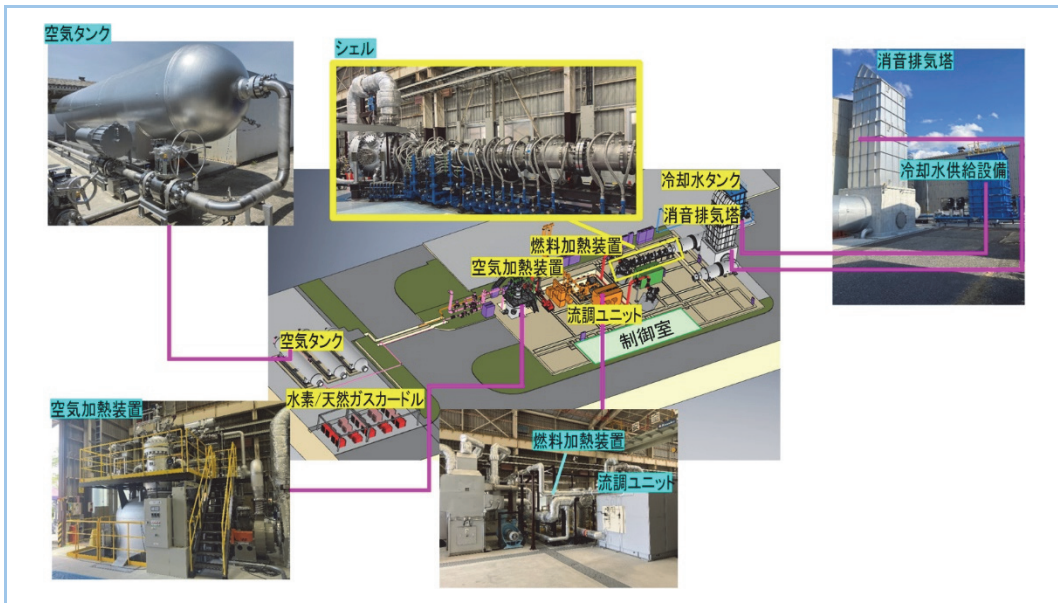 空気タンク
シェル
消音排気塔
冷却水供給設備
冷却水タンク
消音排気塔
燃料加熱装置
空気加熱装置
流調ユニット
制御室
空気タンク
水素/天然ガスカードル
空気加熱装置
燃料加熱装置
流調ユニット